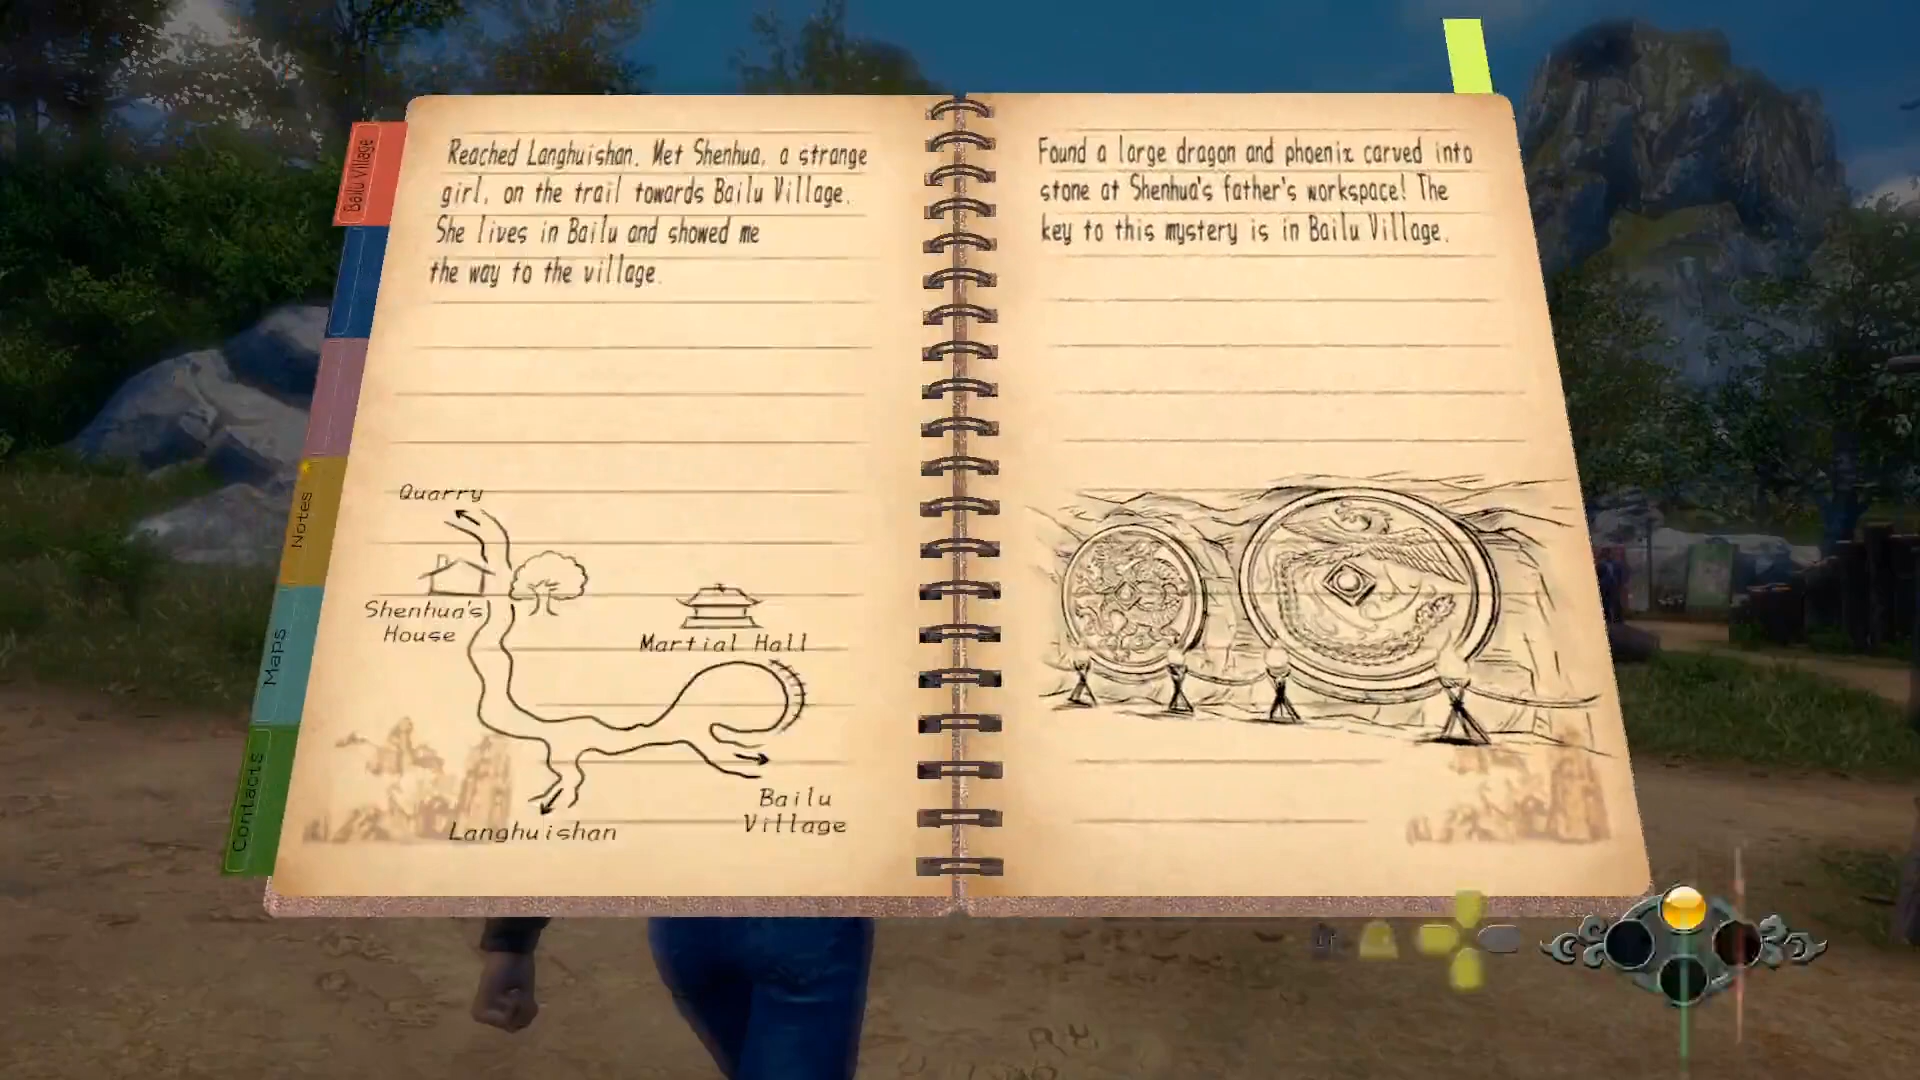 Reached Langhuishan. Met Shenhua, a strange
girl, on the trail towards Bailu Village.
She lives in Bailu and showed me
the way to the village.
Quarry
Shenhua's
House
Martial Hall
Bailu
Village
Langhuishan
Found a large dragon and phoenix carved into
stone at Shenhua's father's workspace! The
key to this mystery is in Bailu Village.
Bailu Village
Notes
Maps
Contacts